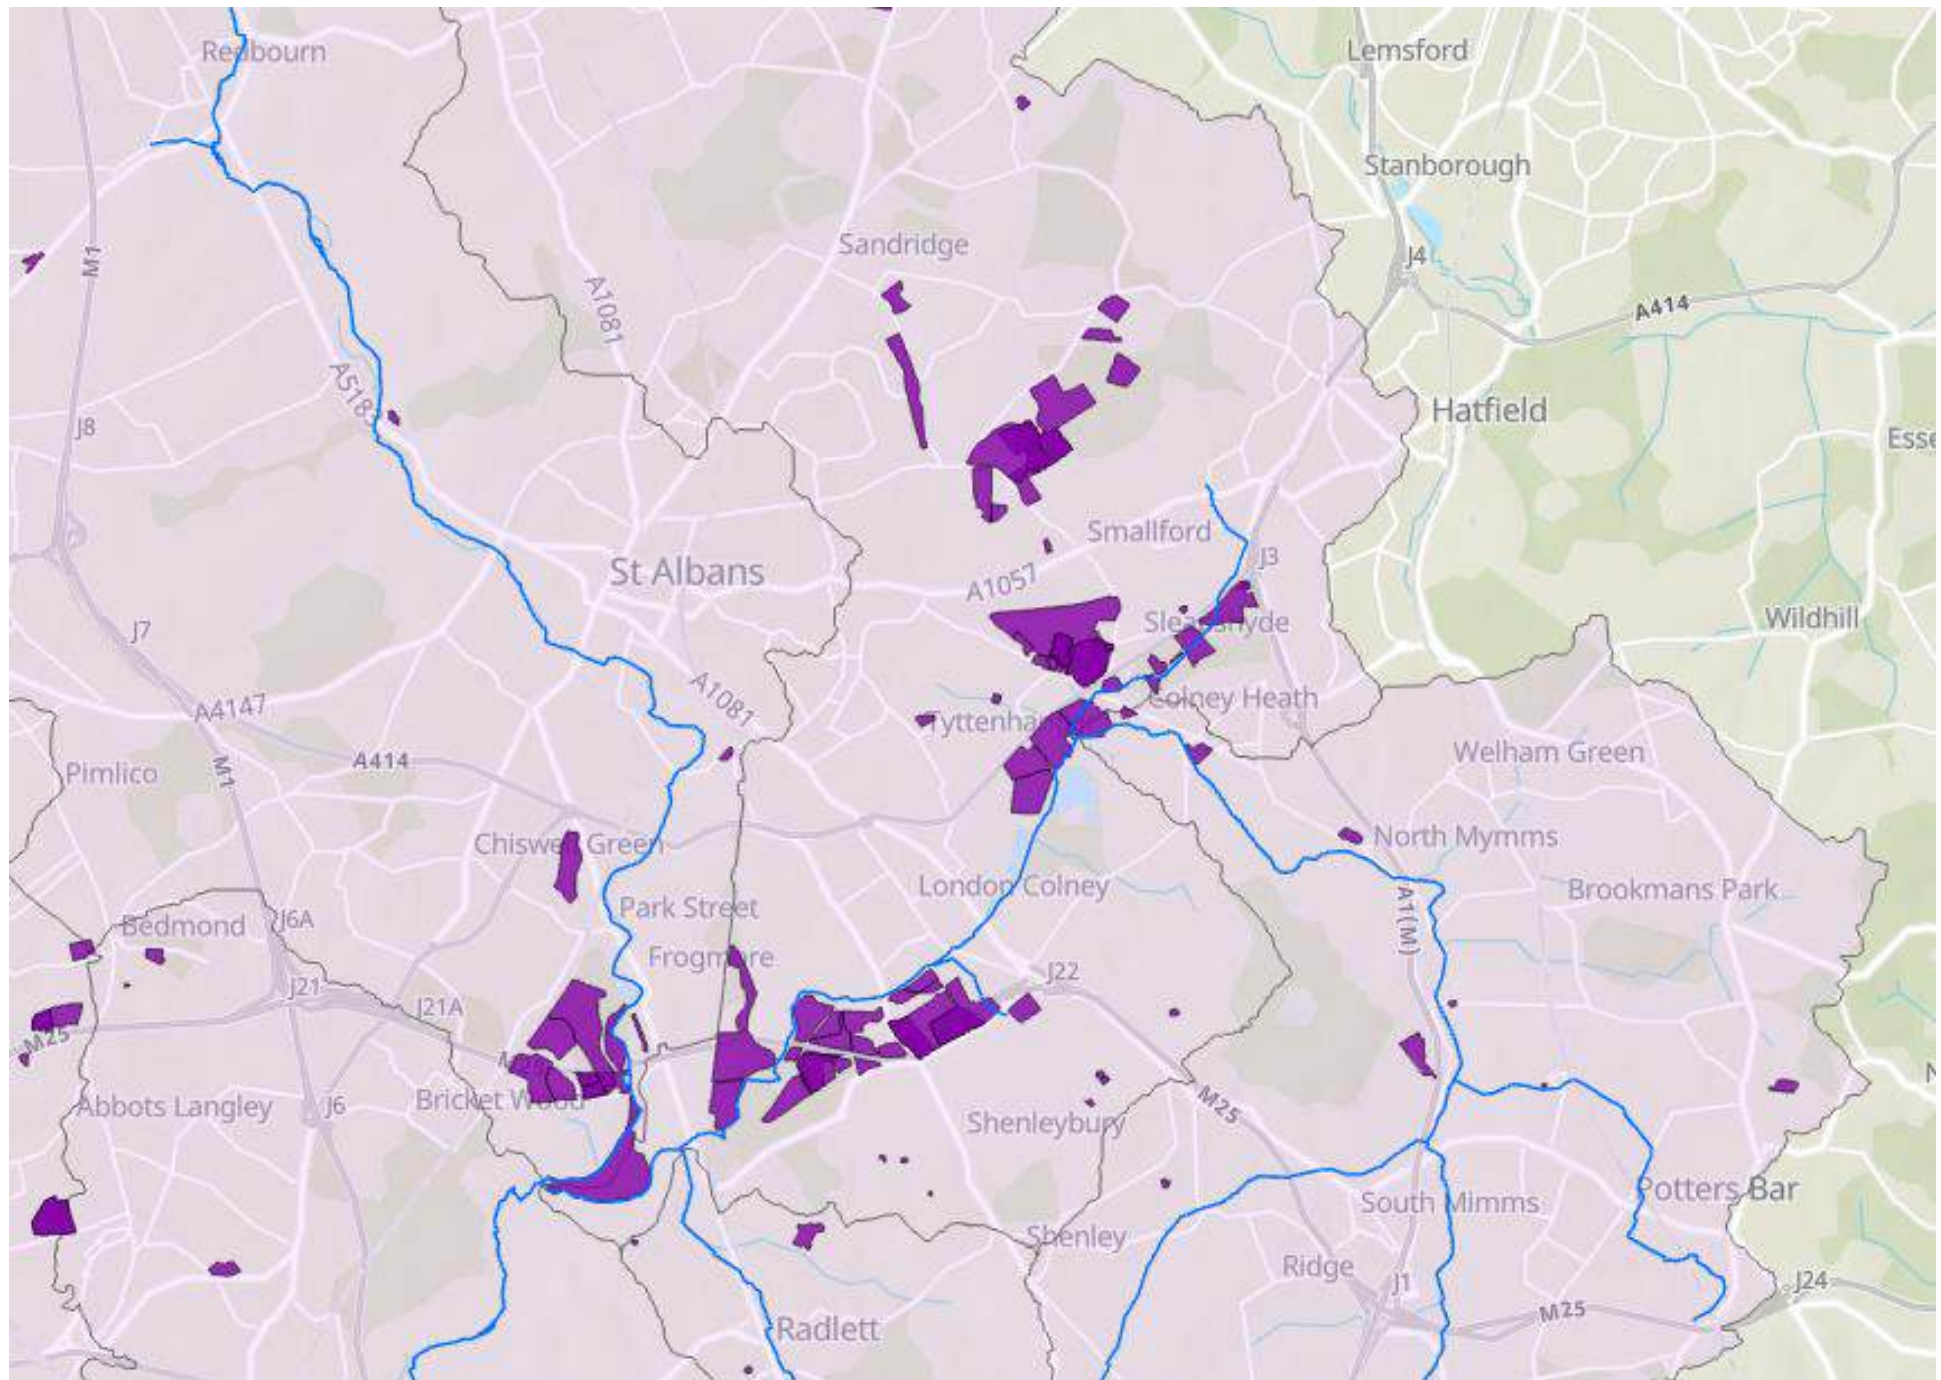 Redbourn
Lemsford
Stanborough
Sandridge
M1
J4
A414
A1081
A5183
Hatfield
J8
Smallford
J3
St Albans
A1057
Wildhill
J7
Sleapshyde
A1081
A4147
Colney Heath
Welham Green
A414
Pimlico
M1
North Mymms
Chiswell Green
London Colney
Brookmans Park
A1(M)
Park Street
Bedmond
J6A
Frogmore
J22
J21
J21A
M25
Bricket Wood
Abbots Langley
J6
M25
Shenleybury
South Mimms
Potters Bar
Shenley
Ridge
J1
J24
M25
Radlett